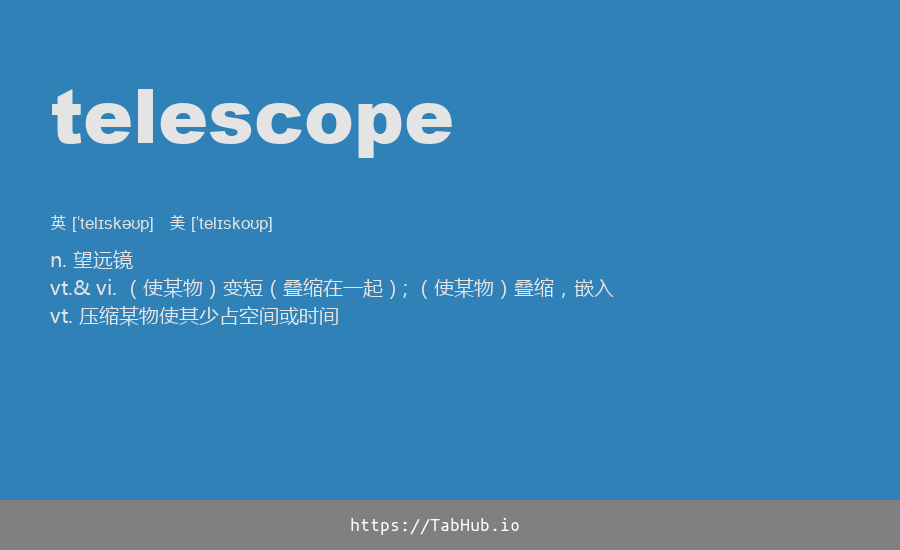 telescope
英 [ˈtelɪskəʊp] 美 [ˈtelɪskoʊp]
n. 望远镜
vt.& vi. （使某物）变短（叠缩在一起）；（使某物）叠缩，嵌入
vt. 压缩某物使其少占空间或时间
https://TabHub.io